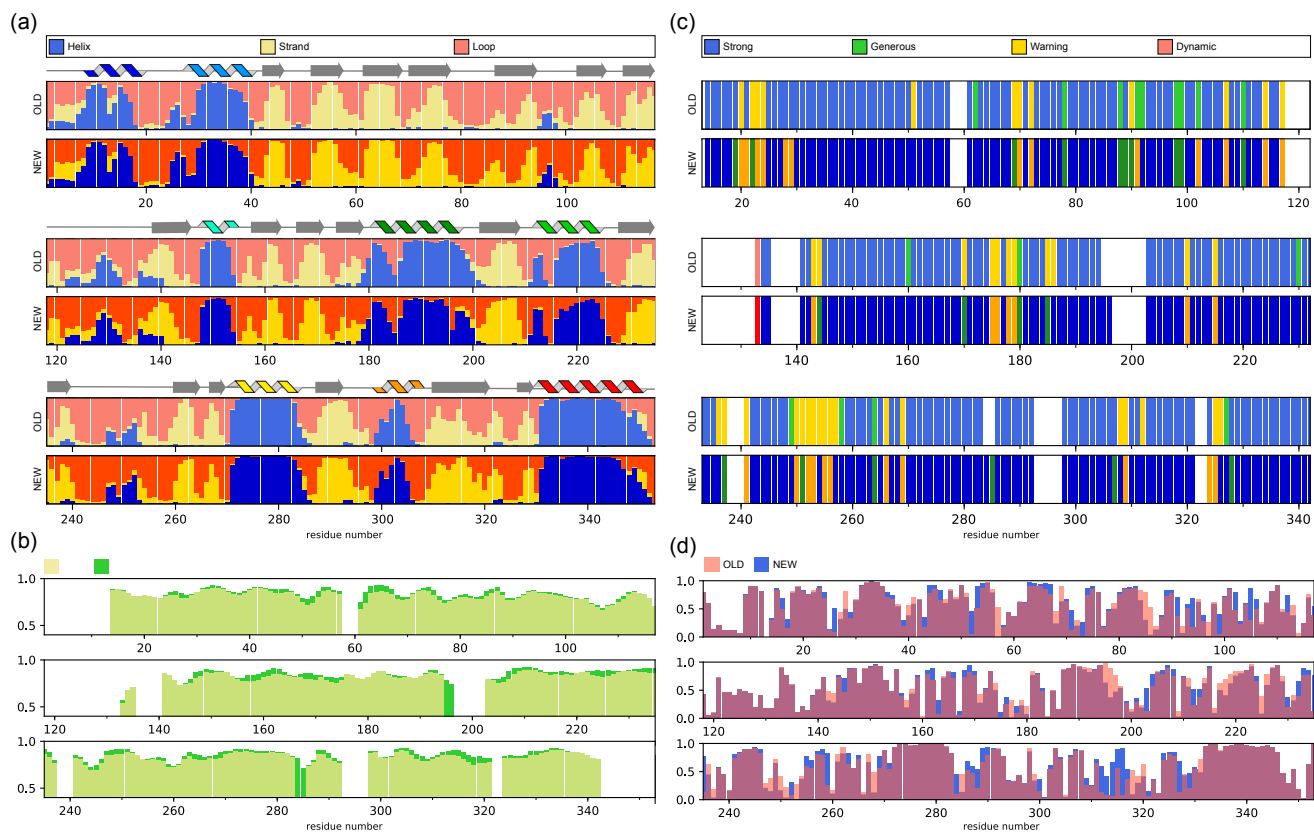 (a)
Helix Strand Loop
OLD
NEW
20 40 60 80 100
OLD
NEW
120 140 160 180 200 220
OLD
NEW
240 260 280 300 320 340
residue number
(b)
1.0
0.5
20 40 60 80 100
1.0
0.5
120 140 160 180 200 220
1.0
0.5
240 260 280 300 320 340
residue number
(c)
Strong Generous Warning Dynamic
OLD
NEW
20 40 60 80 100 120
OLD
NEW
140 160 180 200 220
OLD
NEW
240 260 280 300 320 340
residue number
(d)
OLD NEW
1.0
0.5
0.0
20 40 60 80 100
1.0
0.5
0.0
120 140 160 180 200 220
1.0
0.5
0.0
240 260 280 300 320 340
residue number